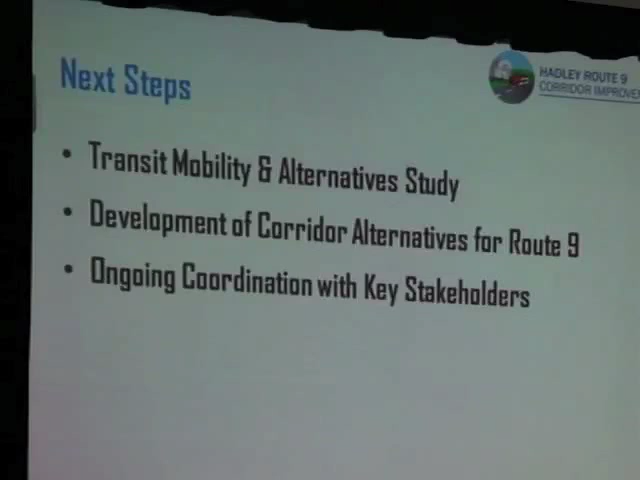 Next Steps
HADLEY ROUTE 9
CORRIDOR
• Transit Mobility & Alternatives Study
• Development of Corridor Alternatives for Route 9
• Ongoing Coordination with Key Stakeholders